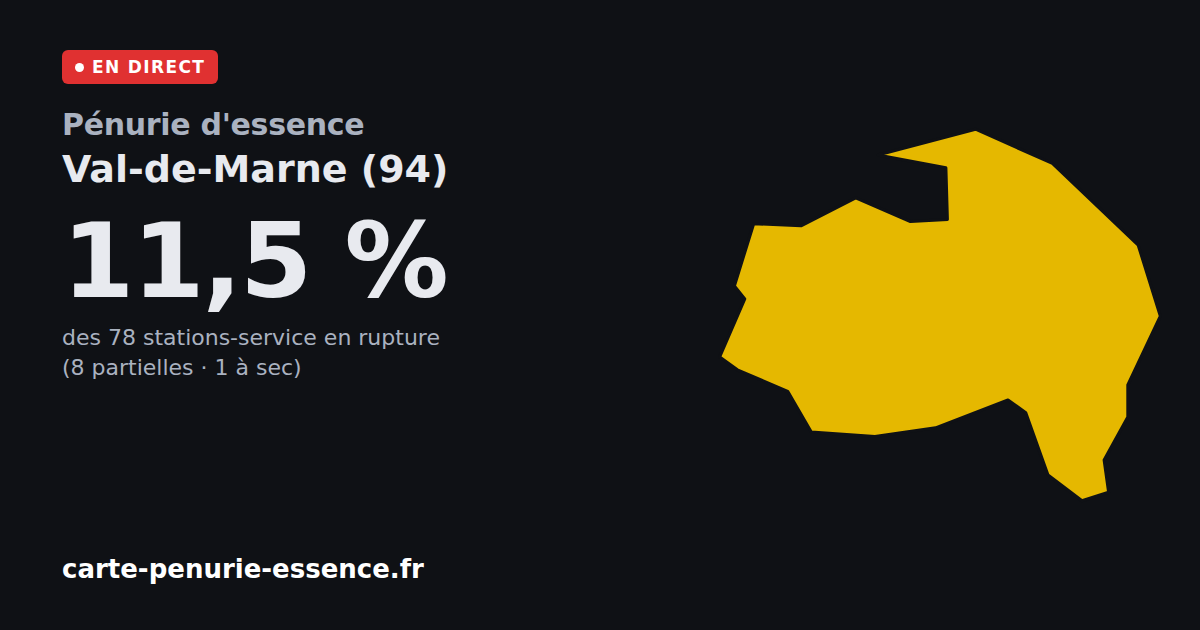 EN DIRECT
Pénurie d'essence
Val-de-Marne (94)
11,5 %
des 78 stations-service en rupture
(8 partielles · 1 à sec)
carte-penurie-essence.fr